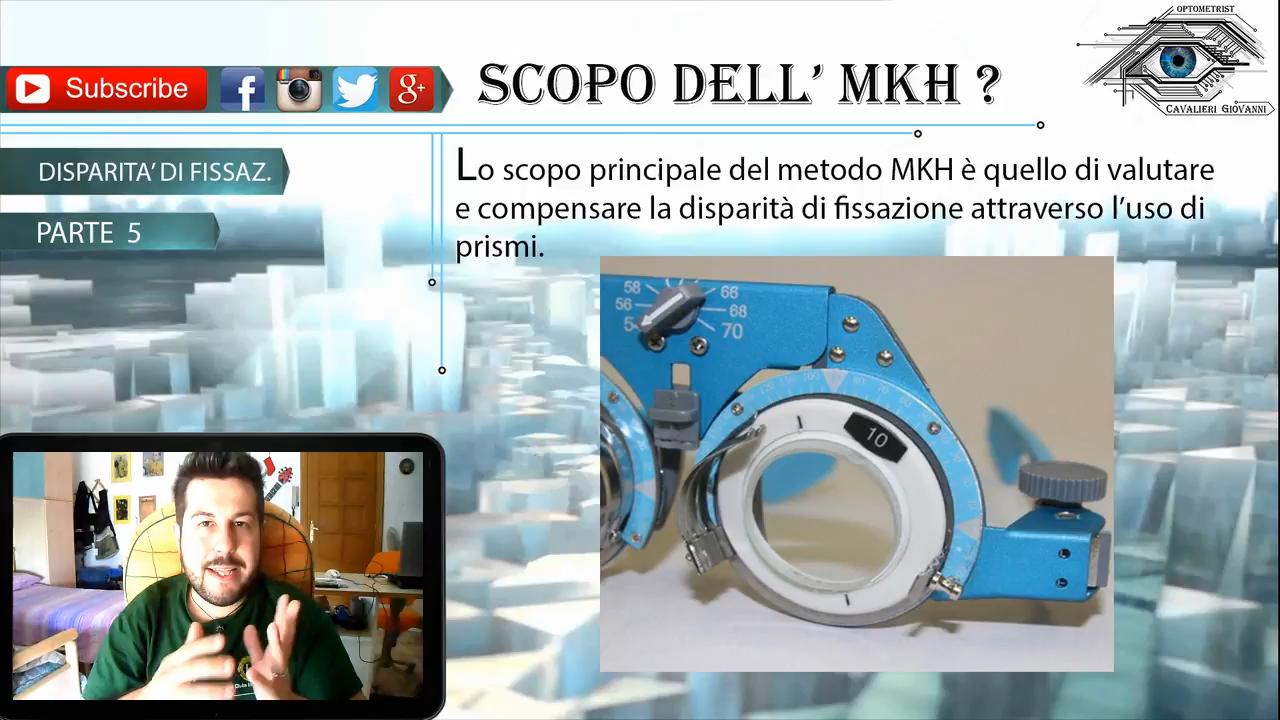 OPTOMETRIST
CAVALIERI GIOVANNI
Subscribe
SCOPO DELL' MKH ?
DISPARITA' DI FISSAZ.
PARTE 5
Lo scopo principale del metodo MKH è quello di valutare
e compensare la disparità di fissazione attraverso l'uso di
prismi.
58
66
56
68
70
10